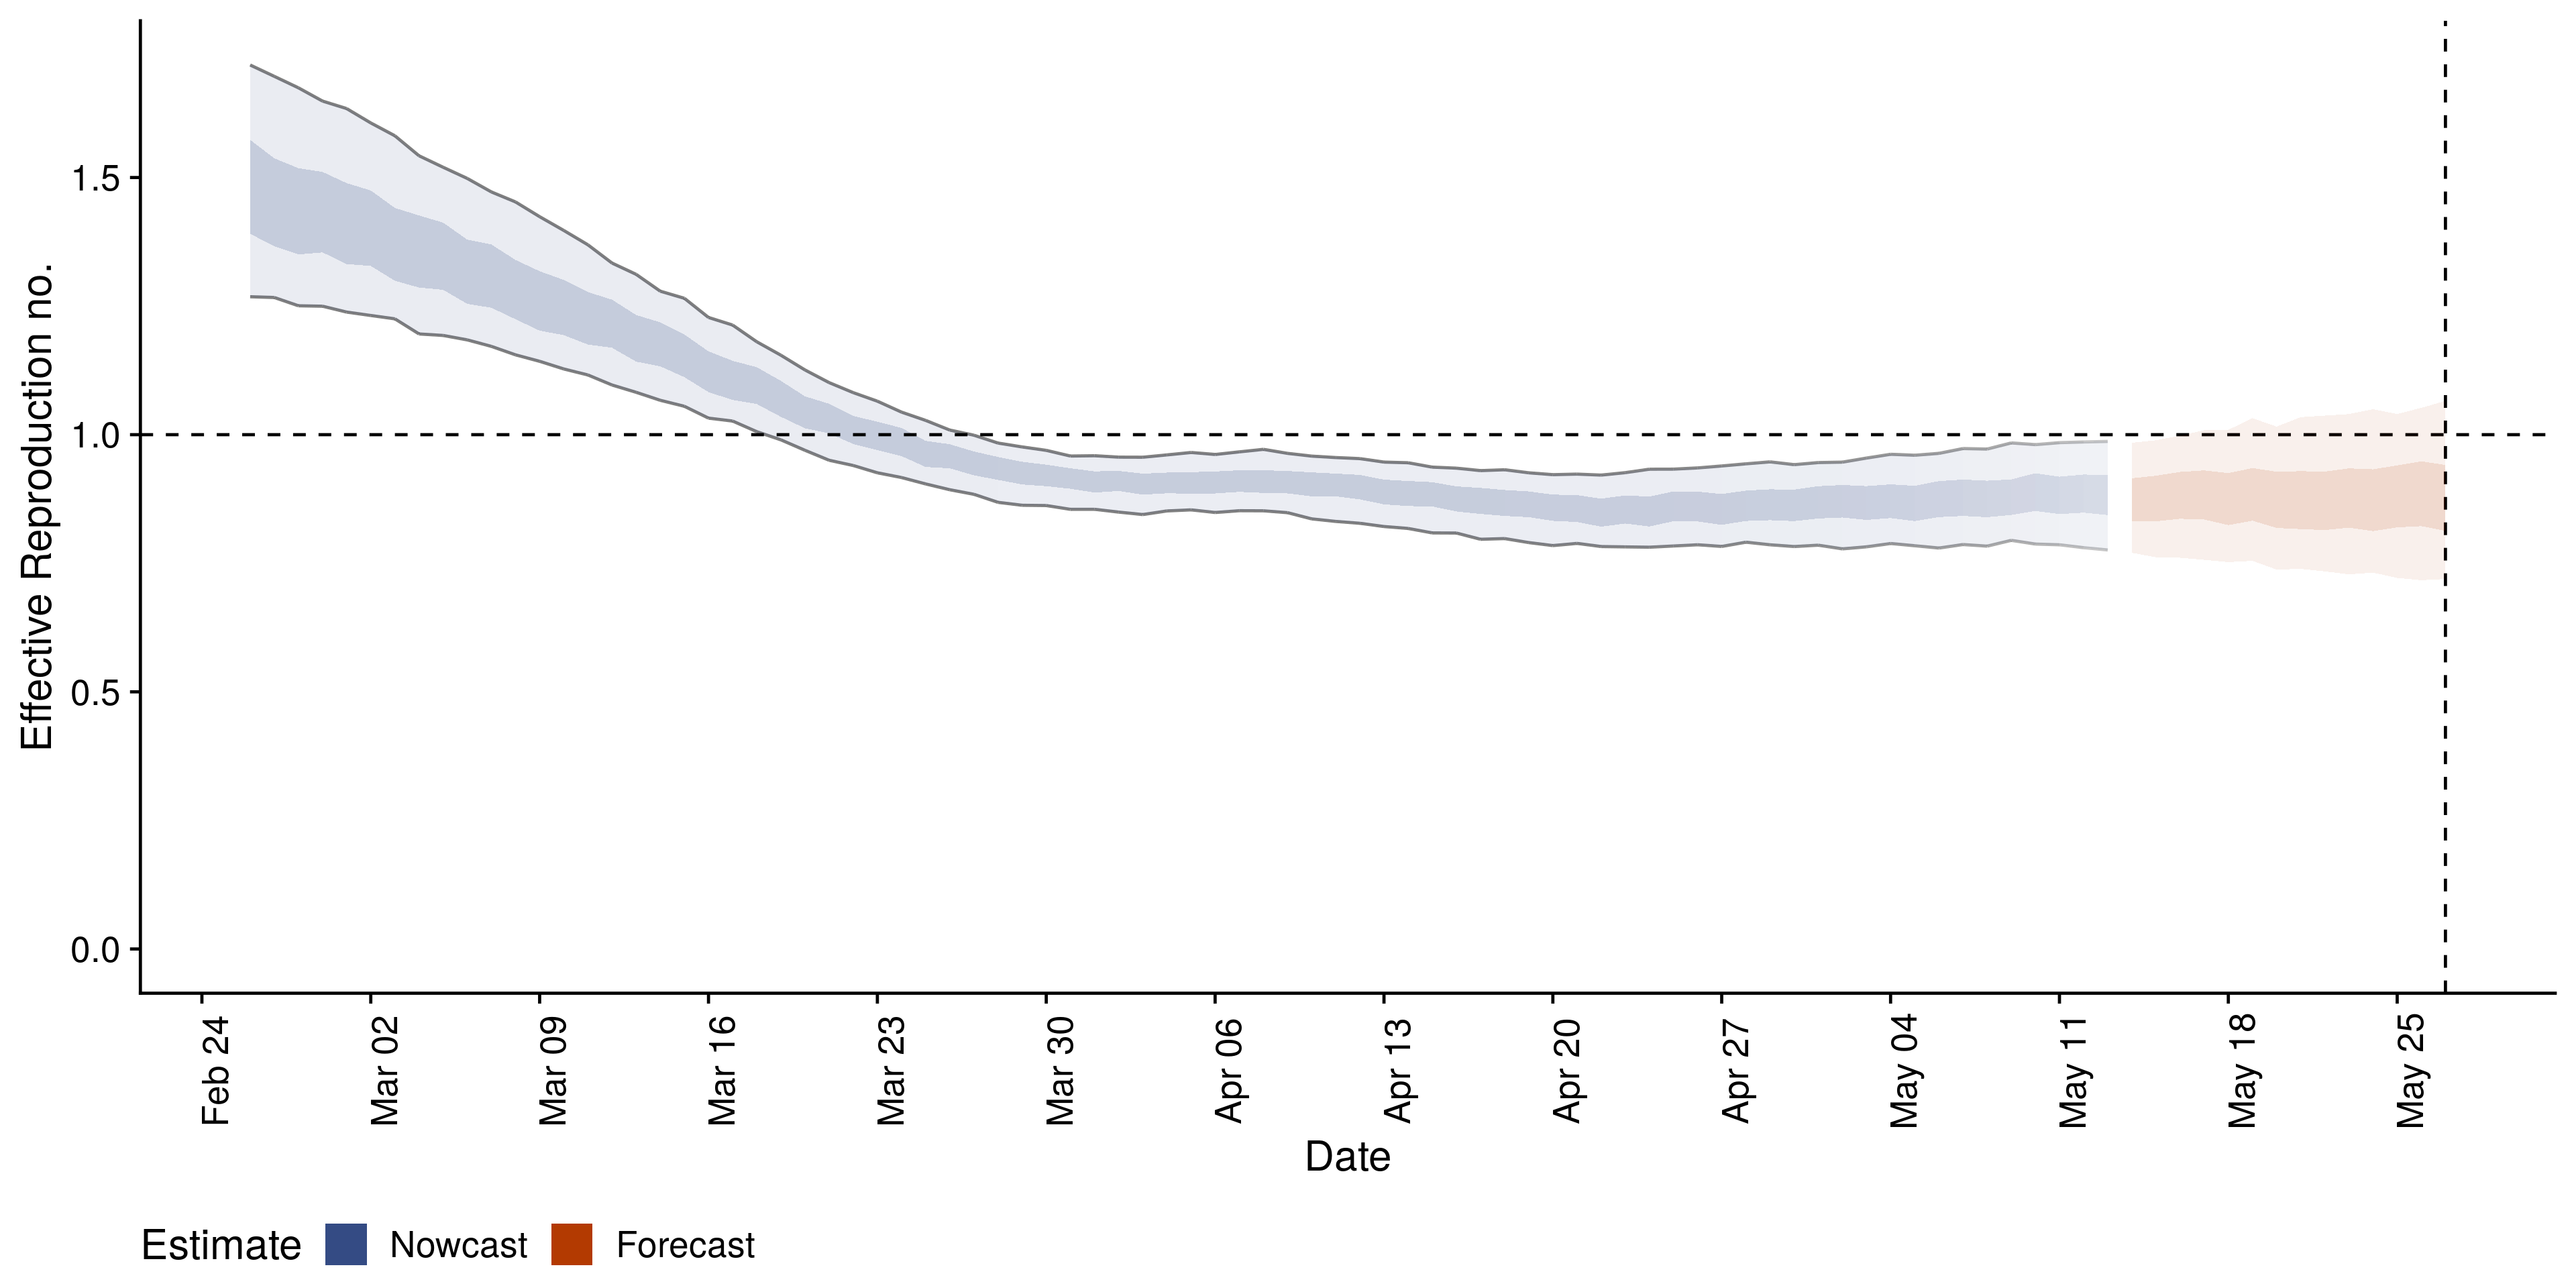 Effective Reproduction no.
1.5
1.0
0.5
0.0
Feb 24
Mar 02
Mar 09
Mar 16
Mar 23
Mar 30
Apr 06
Apr 13
Apr 20
Apr 27
May 04
May 11
May 18
May 25
Date
Estimate Nowcast Forecast